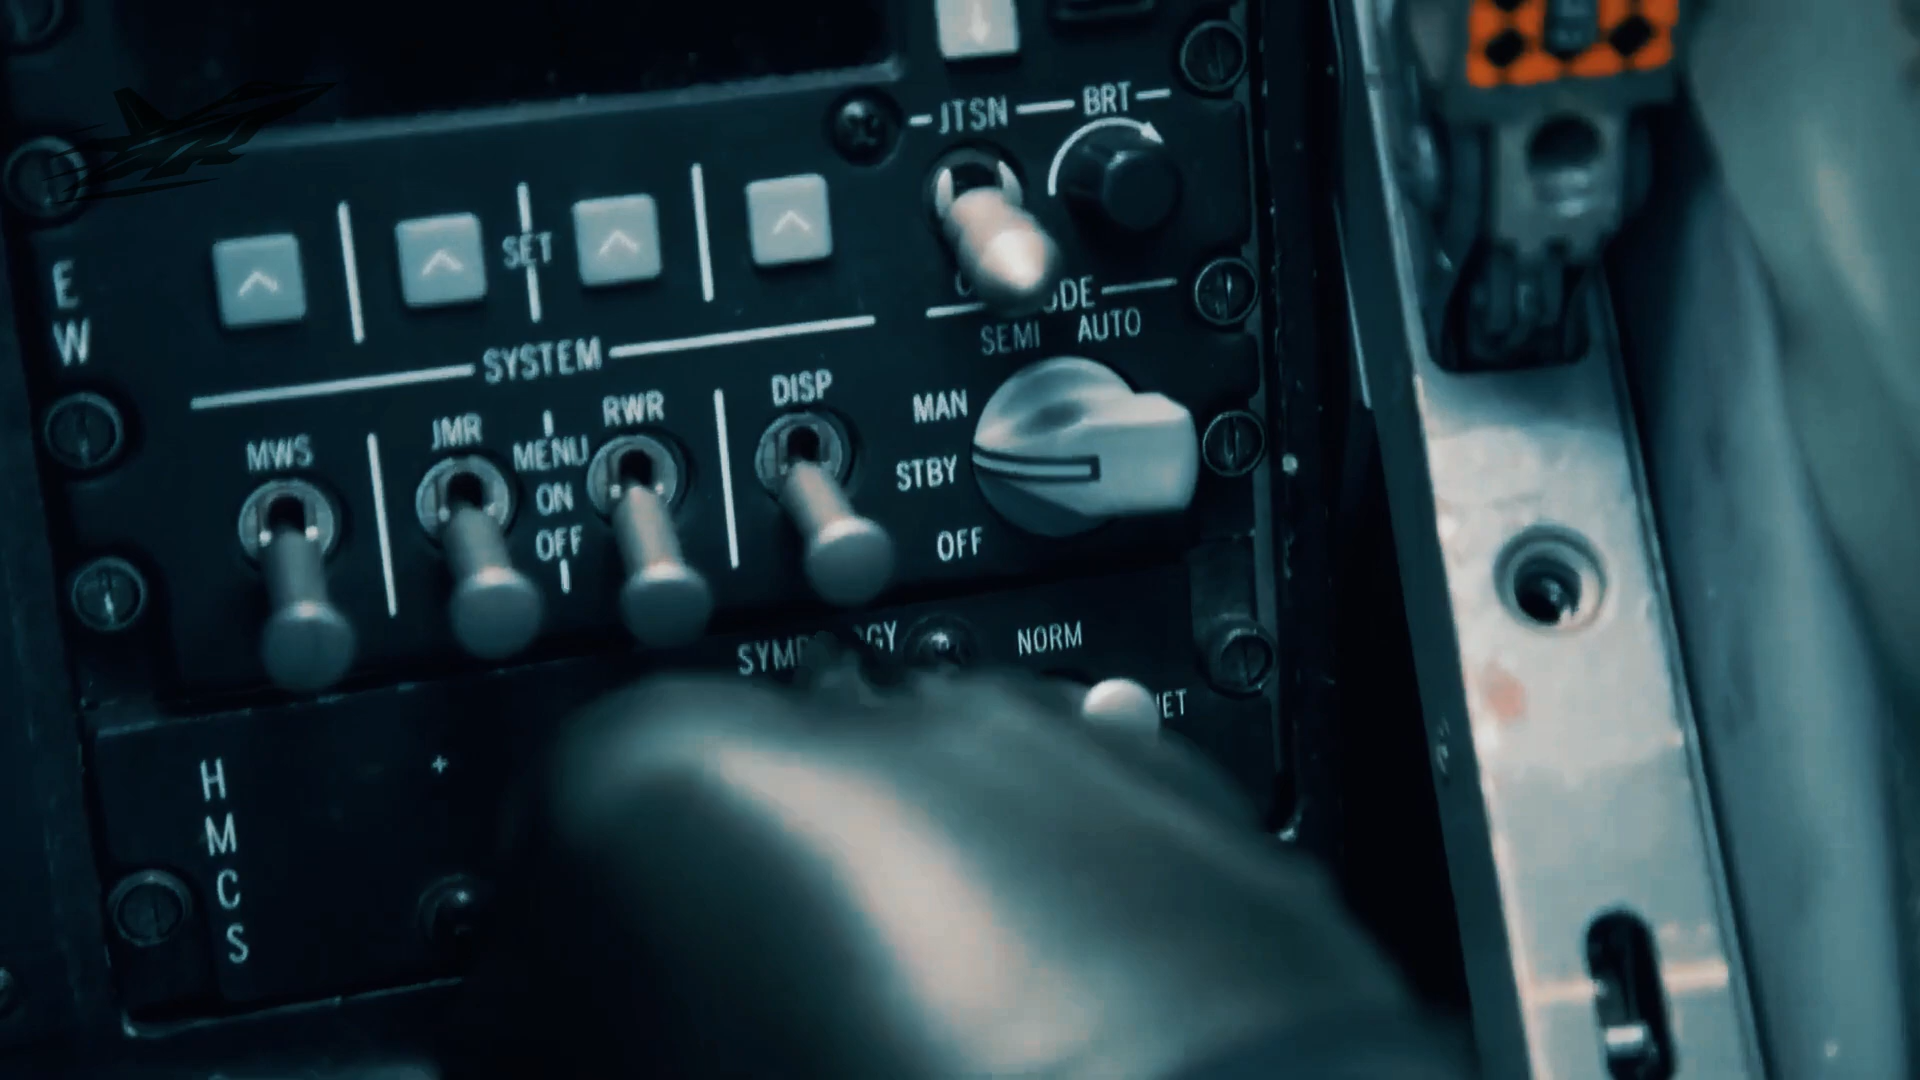 JTSN BRT
SET
E
W
SYSTEM
SEMI AUTO
MWS JMR RWR DISP
MENU
ON
OFF
MAN
STBY
OFF
NORM
H
M
C
S